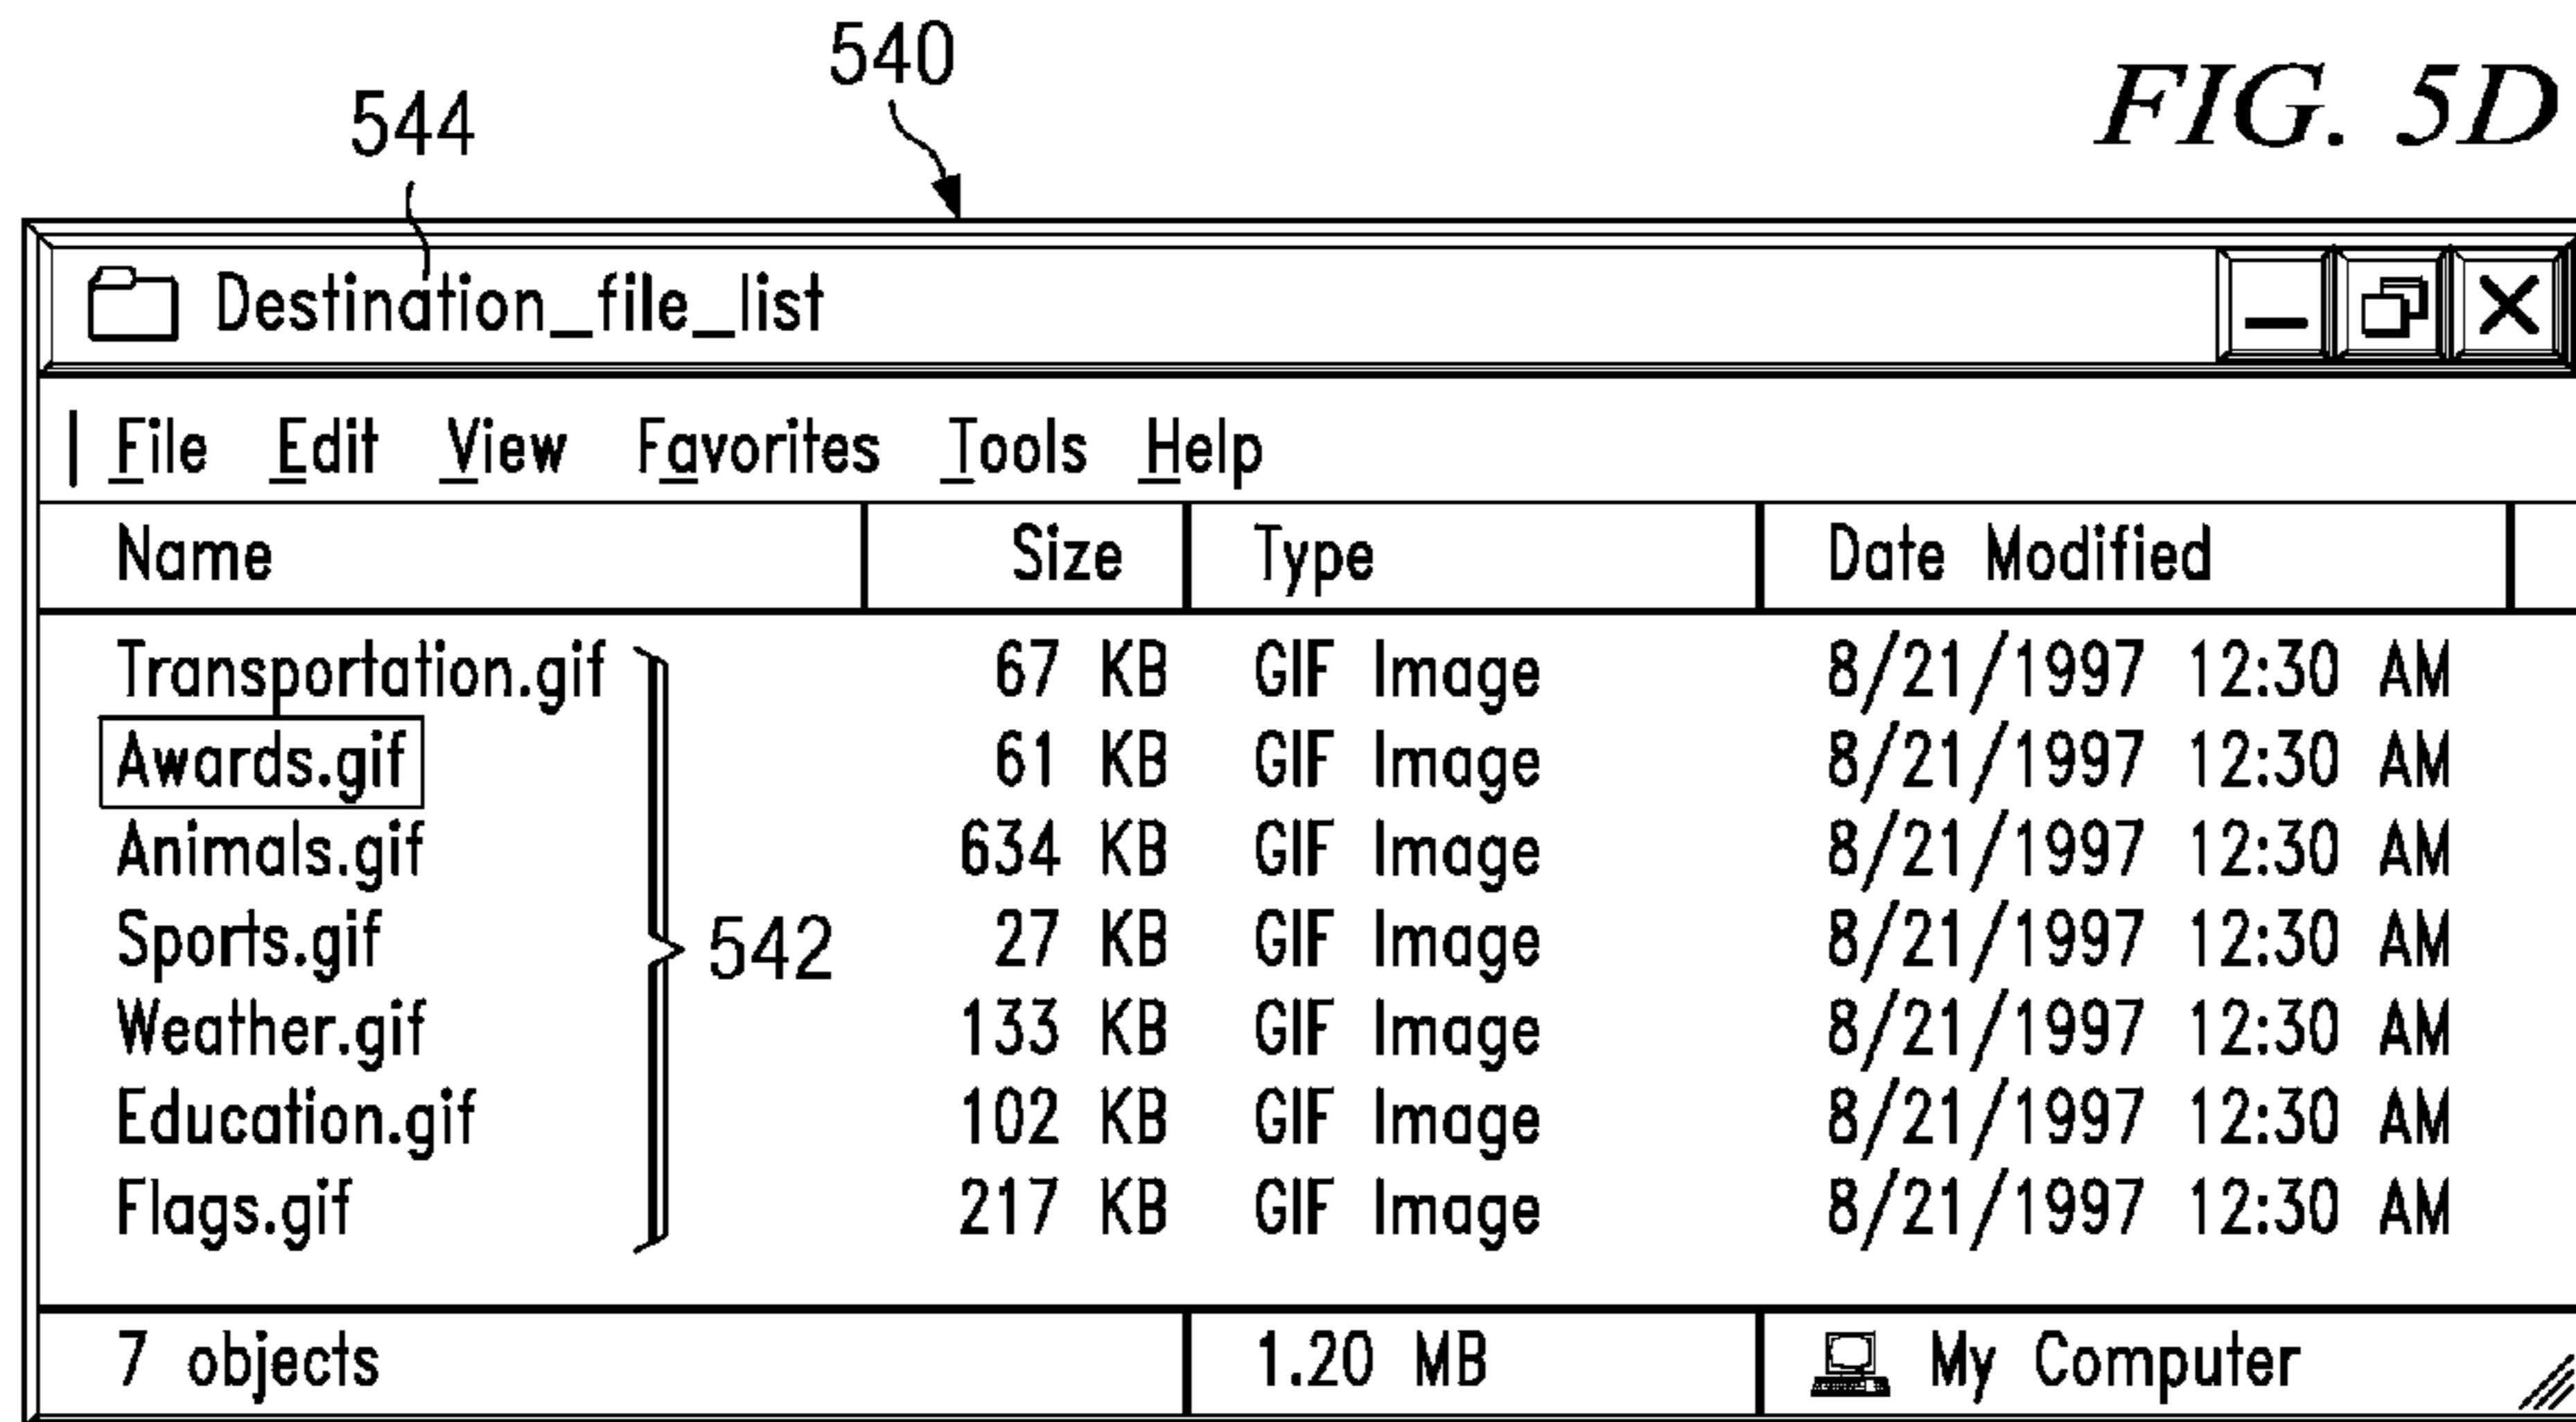 540
FIG. 5D
544
Destination_file_list
File Edit View Favorites Tools Help
Name Size Type Date Modified
Transportation.gif 67 KB GIF Image 8/21/1997 12:30 AM
Awards.gif 61 KB GIF Image 8/21/1997 12:30 AM
Animals.gif 634 KB GIF Image 8/21/1997 12:30 AM
Sports.gif 27 KB GIF Image 8/21/1997 12:30 AM
542
Weather.gif 133 KB GIF Image 8/21/1997 12:30 AM
Education.gif 102 KB GIF Image 8/21/1997 12:30 AM
Flags.gif 217 KB GIF Image 8/21/1997 12:30 AM
7 objects 1.20 MB My Computer